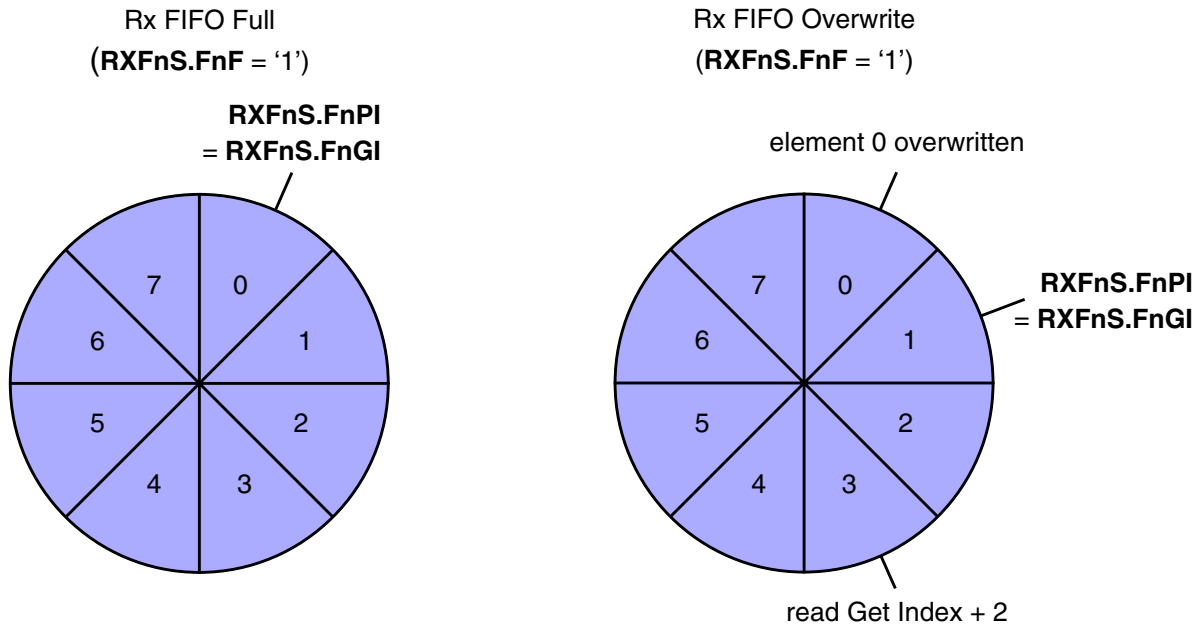 Rx FIFO Full
(RXFnS.FnF = ‘1’)
RXFnS.FnPI
= RXFnS.FnGI
7
0
6
1
5
2
4
3
Rx FIFO Overwrite
(RXFnS.FnF = ‘1’)
element 0 overwritten
7
0
RXFnS.FnPI
= RXFnS.FnGI
6
1
5
2
4
3
read Get Index + 2